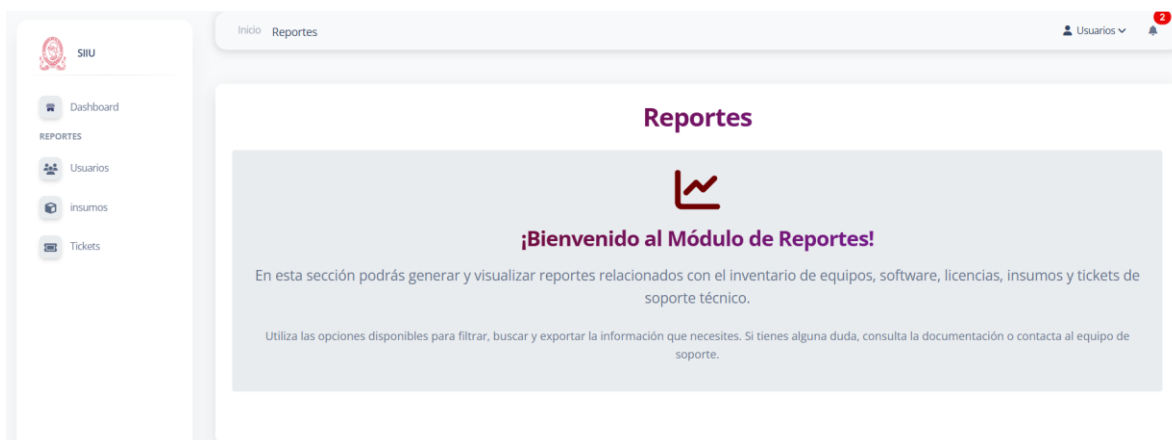 SIIU
Dashboard
REPORTES
Usuarios
insumos
Tickets
Inicio Reportes
Usuarios
2
Reportes
¡Bienvenido al Módulo de Reportes!
En esta sección podrás generar y visualizar reportes relacionados con el inventario de equipos, software, licencias, insumos y tickets de
soporte técnico.
Utiliza las opciones disponibles para filtrar, buscar y exportar la información que necesites. Si tienes alguna duda, consulta la documentación o contacta al equipo de
soporte.